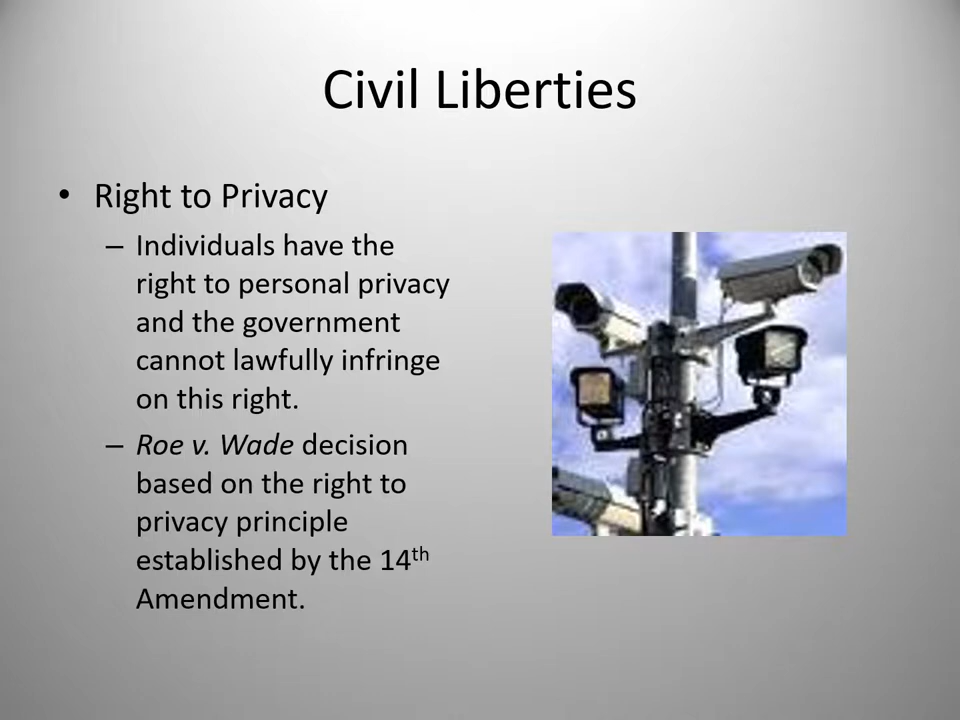 Civil Liberties
• Right to Privacy
– Individuals have the
right to personal privacy
and the government
cannot lawfully infringe
on this right.
– Roe v. Wade decision
based on the right to
privacy principle
established by the 14th
Amendment.